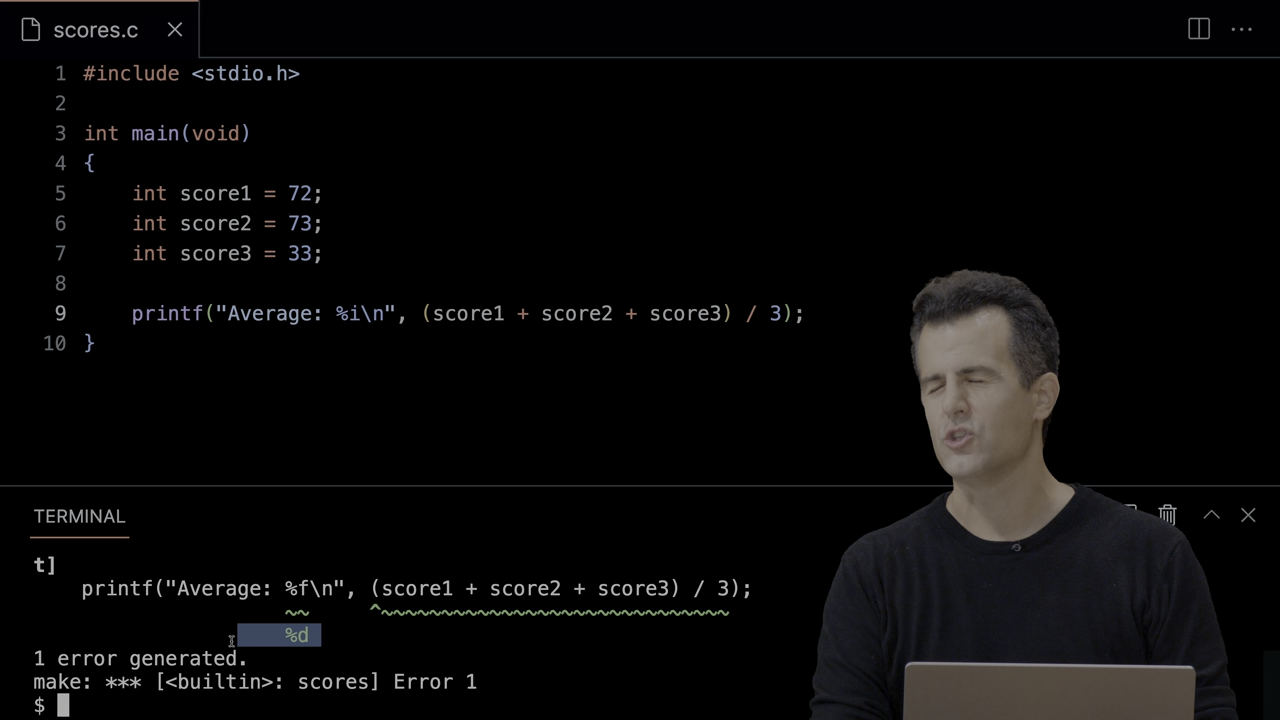 scores.c
1 #include <stdio.h>
2
3 int main(void)
4 {
5     int score1 = 72;
6     int score2 = 73;
7     int score3 = 33;
8
9     printf("Average: %i\n", (score1 + score2 + score3) / 3);
10 }
TERMINAL
t]
    printf("Average: %f\n", (score1 + score2 + score3) / 3);
                     ~~     ^~~~~~~~~~~~~~~~~~~~~~~~~~~~~~
                     %d
1 error generated.
make: *** [<builtin>: scores] Error 1
$